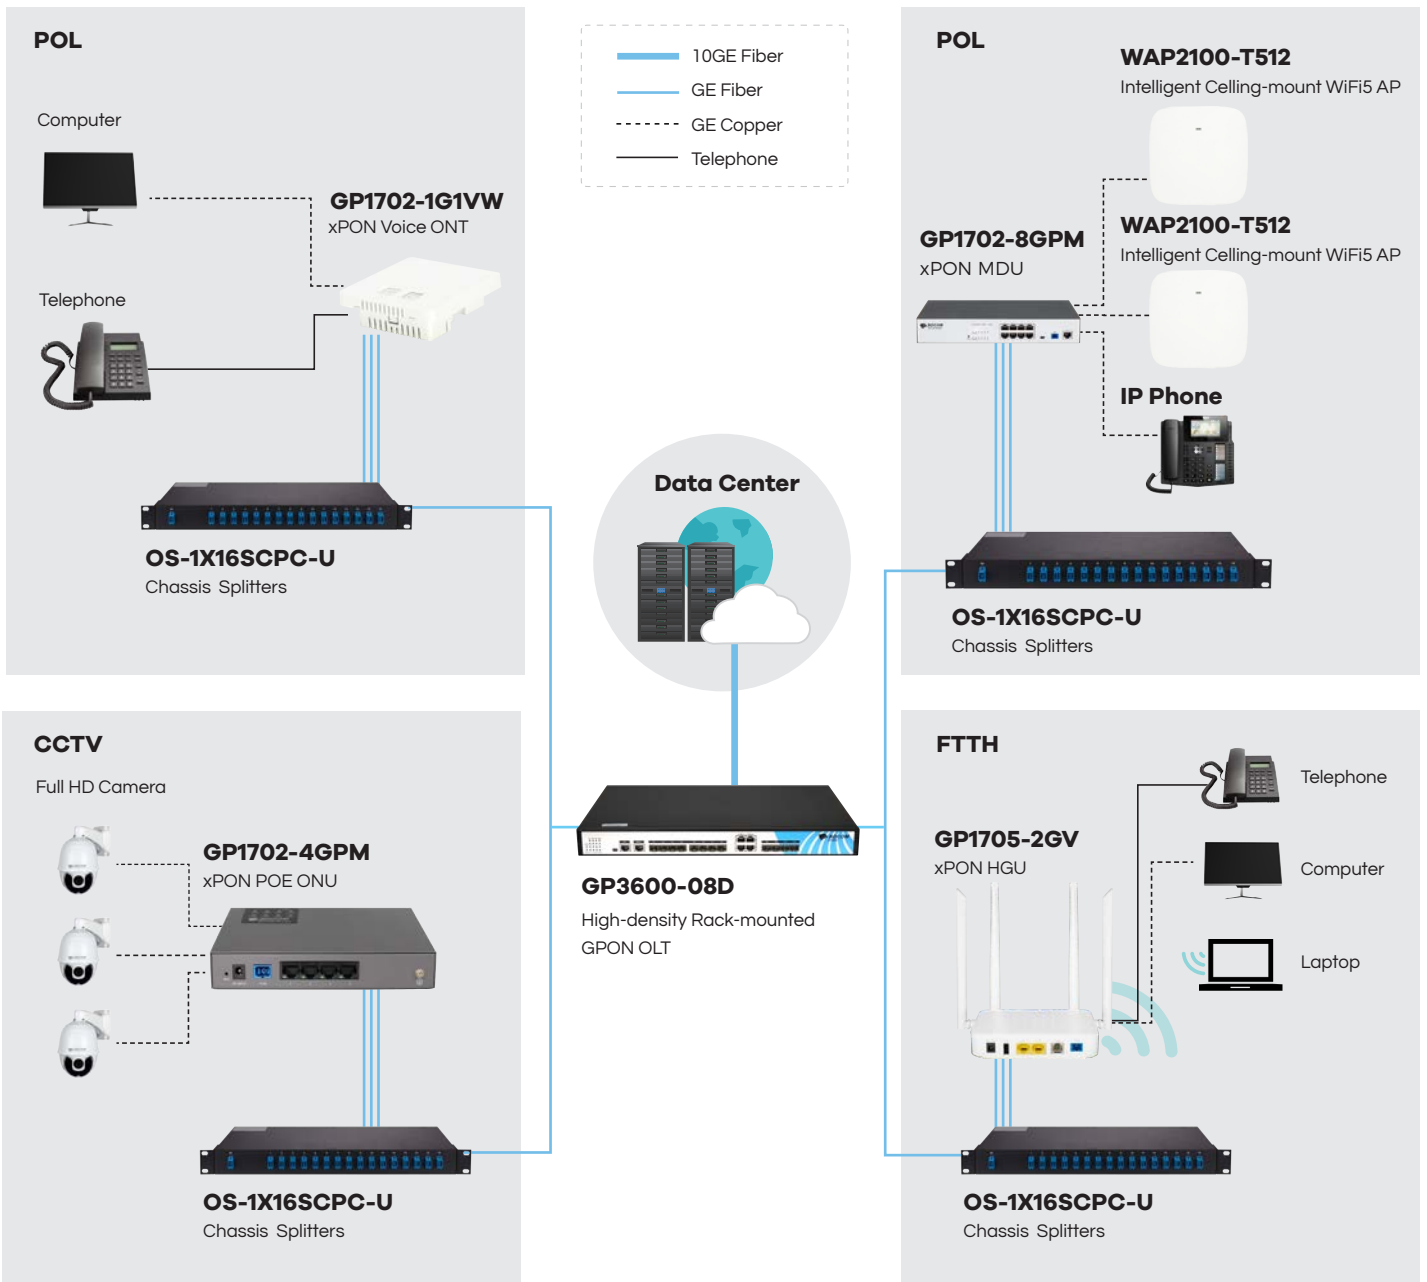 POL
Computer
GP1702-1G1VW
xPON Voice ONT
Telephone
OS-1X16SCPC-U
Chassis Splitters
10GE Fiber
GE Fiber
GE Copper
Telephone
POL
WAP2100-T512
Intelligent Celling-mount WiFi5 AP
WAP2100-T512
Intelligent Celling-mount WiFi5 AP
GP1702-8GPM
xPON MDU
IP Phone
OS-1X16SCPC-U
Chassis Splitters
Data Center
GP3600-08D
High-density Rack-mounted
GPON OLT
CCTV
Full HD Camera
GP1702-4GPM
xPON POE ONU
OS-1X16SCPC-U
Chassis Splitters
FTTH
Telephone
GP1705-2GV
xPON HGU
Computer
Laptop
OS-1X16SCPC-U
Chassis Splitters